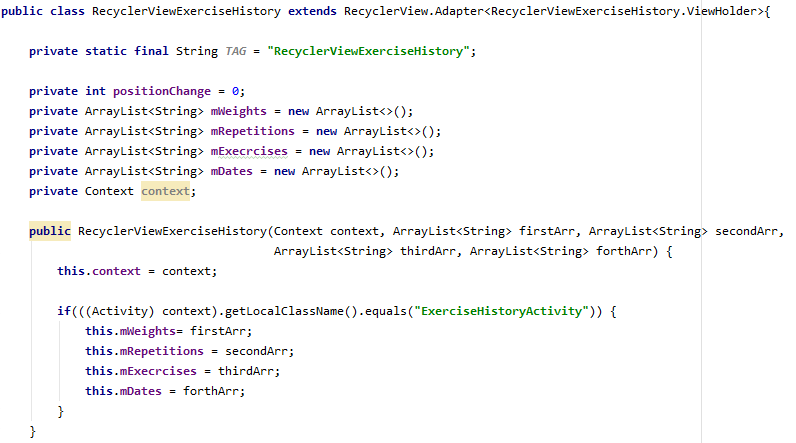 public class RecyclerViewExerciseHistory extends RecyclerView.Adapter<RecyclerViewExerciseHistory.ViewHolder>{
private static final String TAG = "RecyclerViewExerciseHistory";
private int positionChange = 0;
private ArrayList<String> mWeights = new ArrayList<>();
private ArrayList<String> mRepetitions = new ArrayList<>();
private ArrayList<String> mExecrcises = new ArrayList<>();
private ArrayList<String> mDates = new ArrayList<>();
private Context context;
public RecyclerViewExerciseHistory(Context context, ArrayList<String> firstArr, ArrayList<String> secondArr,
ArrayList<String> thirdArr, ArrayList<String> forthArr) {
this.context = context;
if(((Activity) context).getLocalClassName().equals("ExerciseHistoryActivity")) {
this.mWeights= firstArr;
this.mRepetitions = secondArr;
this.mExecrcises = thirdArr;
this.mDates = forthArr;
}
}